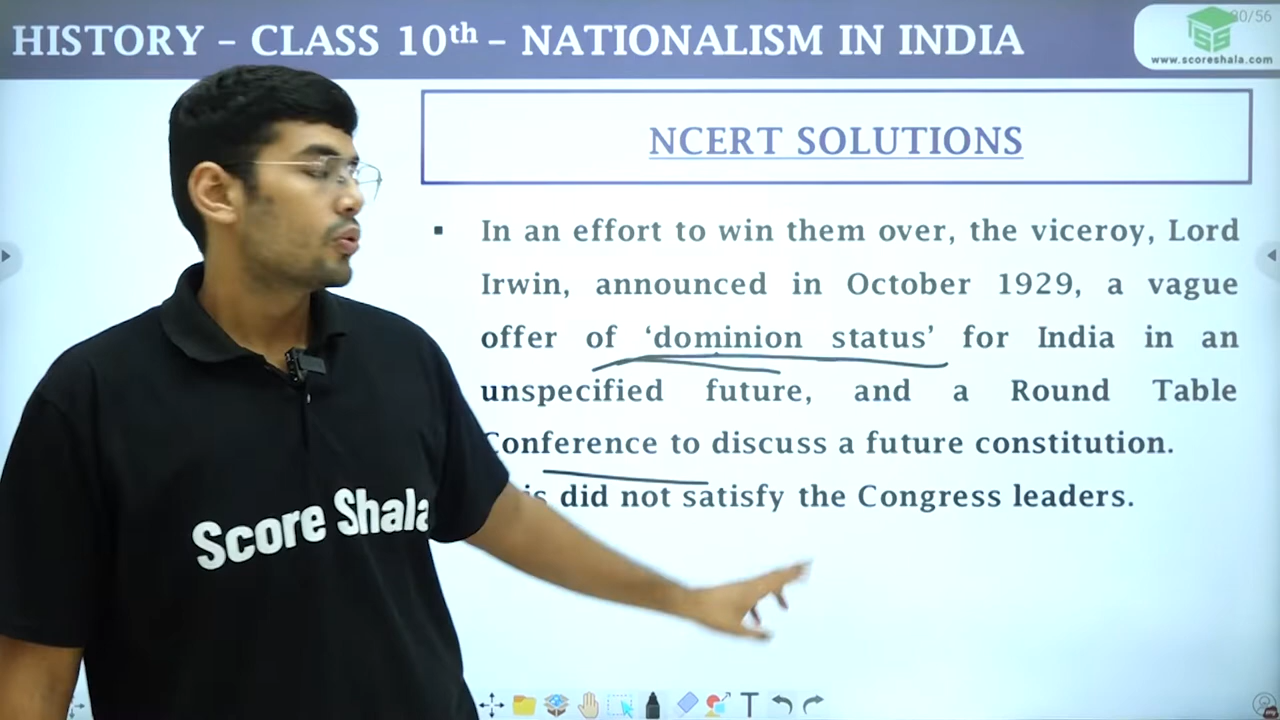 HISTORY – CLASS 10th – NATIONALISM IN INDIA
www.scoreshala.com
NCERT SOLUTIONS
▪ In an effort to win them over, the viceroy, Lord
Irwin, announced in October 1929, a vague
offer of ‘dominion status’ for India in an
unspecified future, and a Round Table
Conference to discuss a future constitution.
did not satisfy the Congress leaders.
Score Shala
T